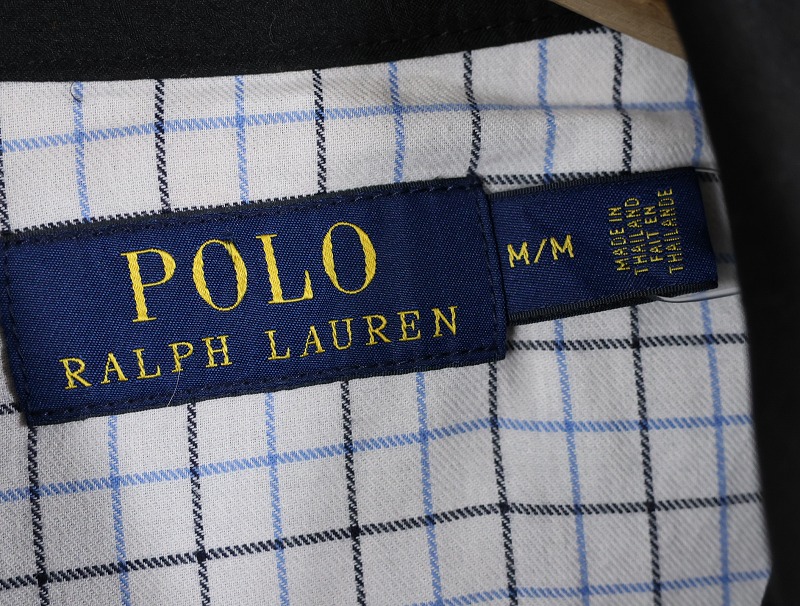 POLO
RALPH LAUREN
M/M
MADE IN
THAILAND
FAIT EN
THAILANDE